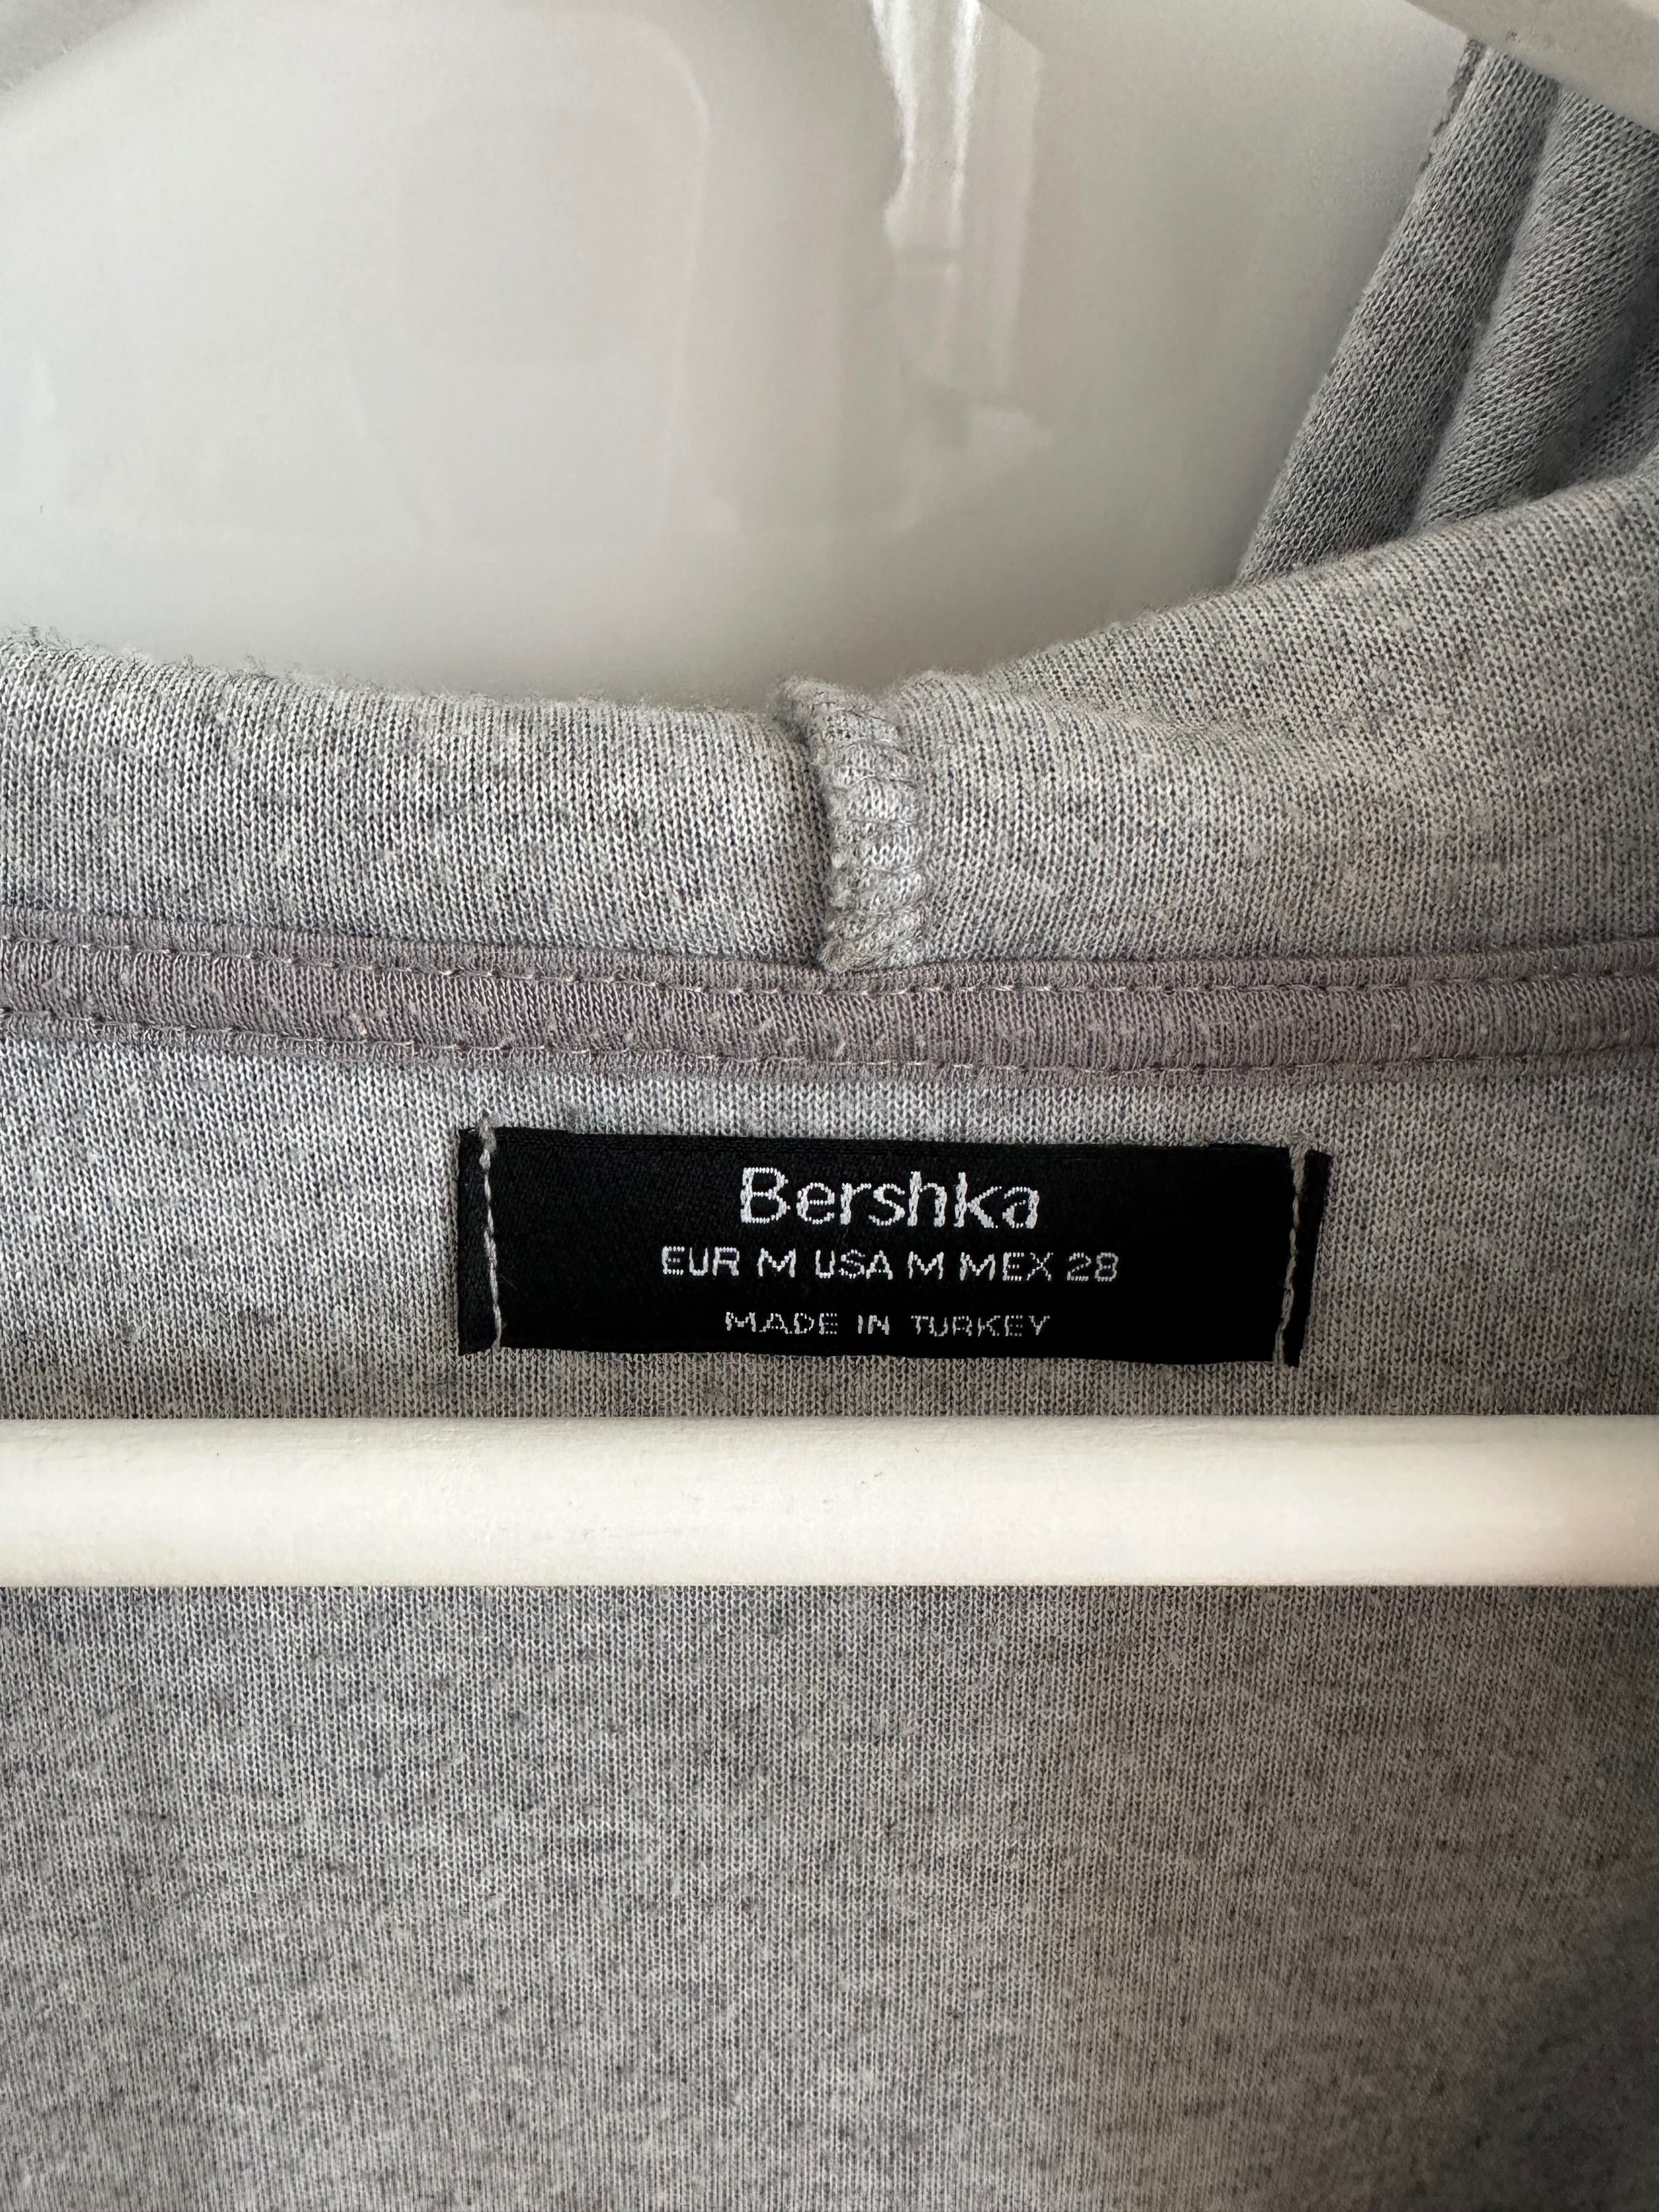 Bershka
EUR M USA M MEX 28
MADE IN TURKEY